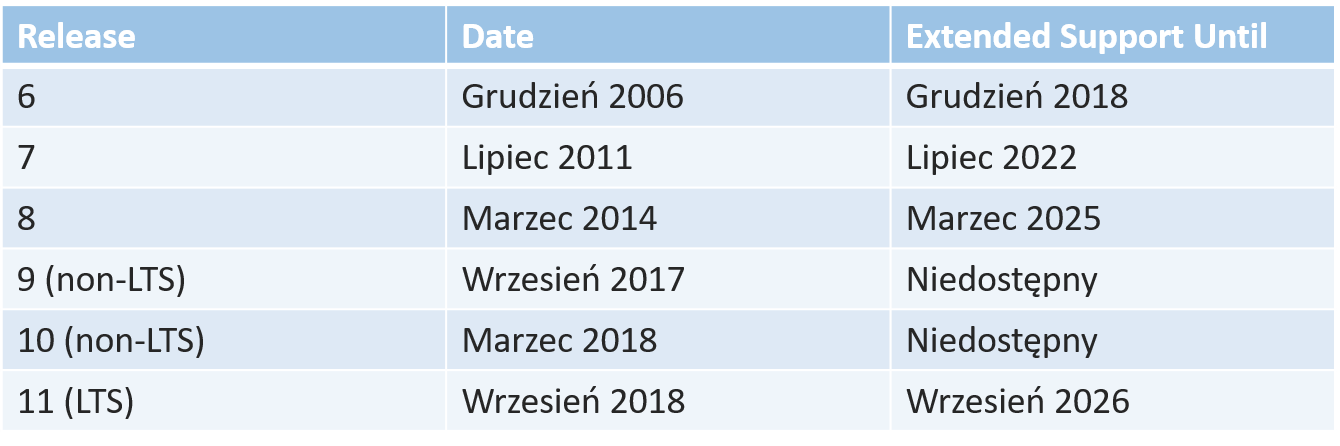 Release Date Extended Support Until
6 Grudzień 2006 Grudzień 2018
7 Lipiec 2011 Lipiec 2022
8 Marzec 2014 Marzec 2025
9 (non-LTS) Wrzesień 2017 Niedostępny
10 (non-LTS) Marzec 2018 Niedostępny
11 (LTS) Wrzesień 2018 Wrzesień 2026